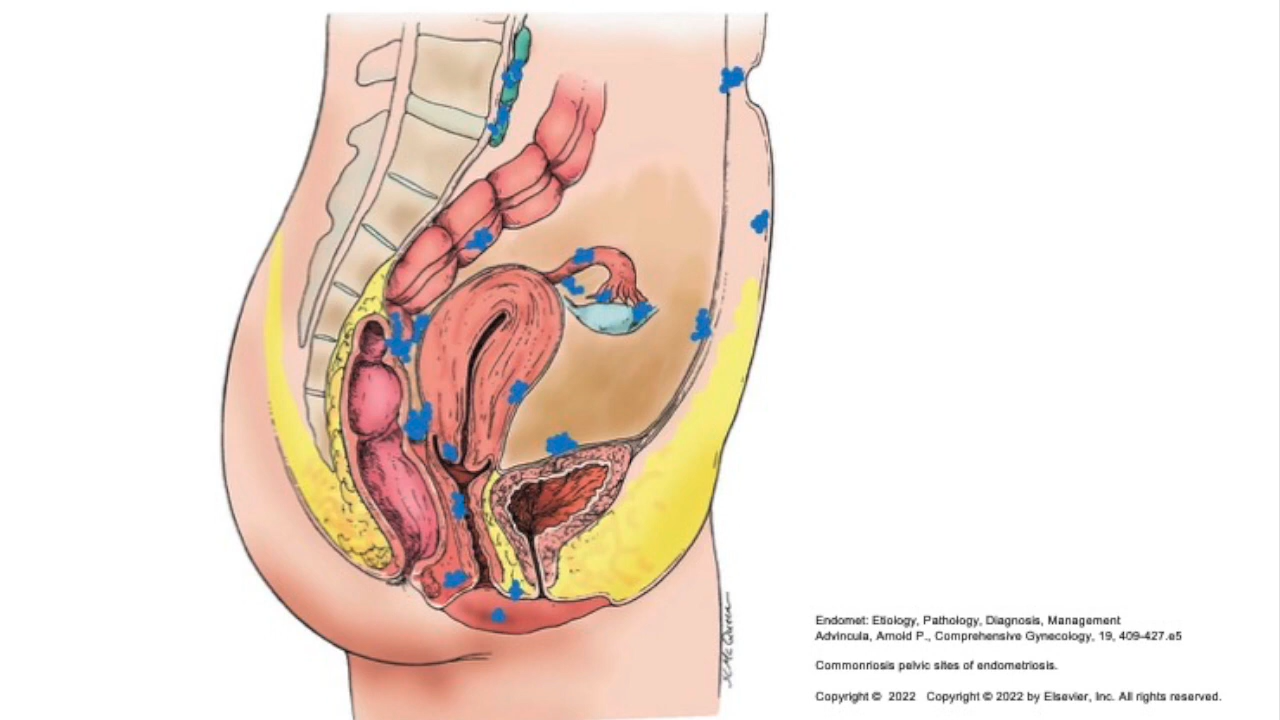 Endomet: Etiology, Pathology, Diagnosis, Management
Advincula, Arnold P., Comprehensive Gynecology, 19, 409-427.e5
Commonriosis pelvic sites of endometriosis.
Copyright © 2022 Copyright © 2022 by Elsevier, Inc. All rights reserved.